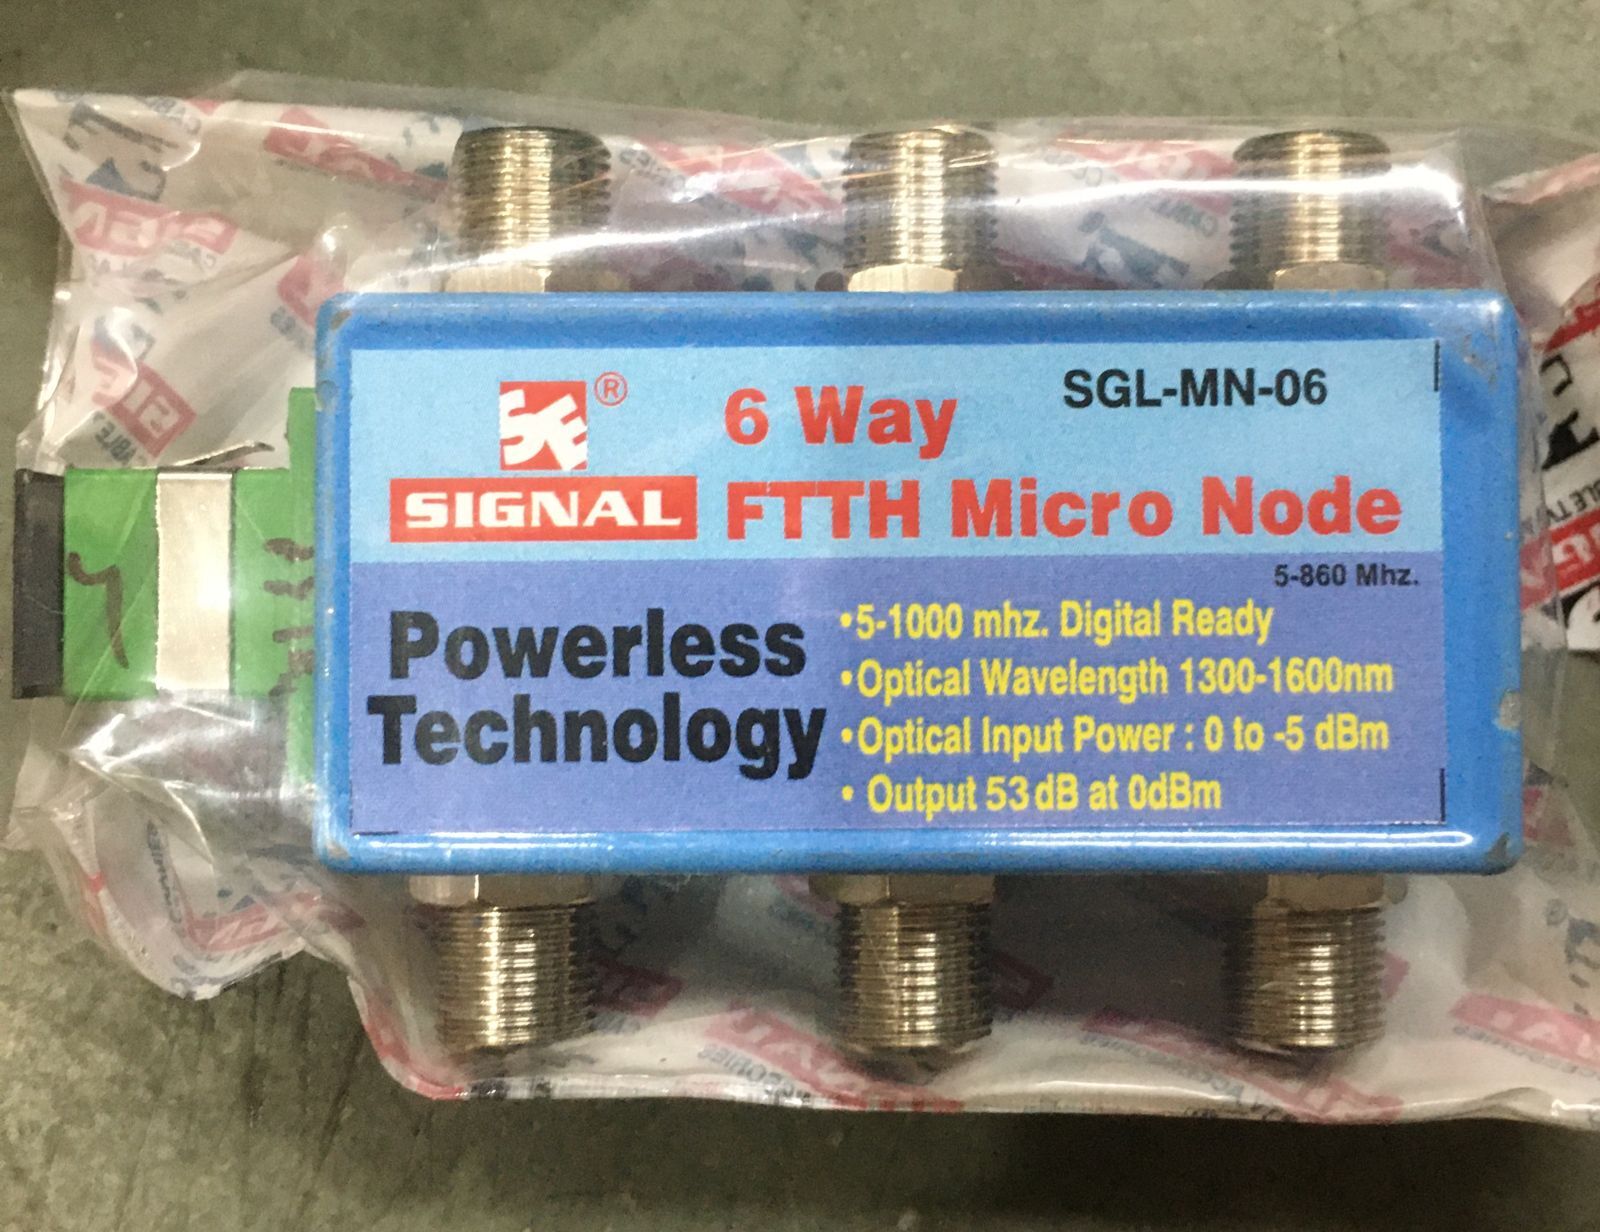 SE®
SIGNAL
6 Way
SGL-MN-06
FTTH Micro Node
5-860 Mhz.
Powerless
Technology
•5-1000 mhz. Digital Ready
•Optical Wavelength 1300-1600nm
•Optical Input Power : 0 to -5 dBm
• Output 53 dB at 0dBm